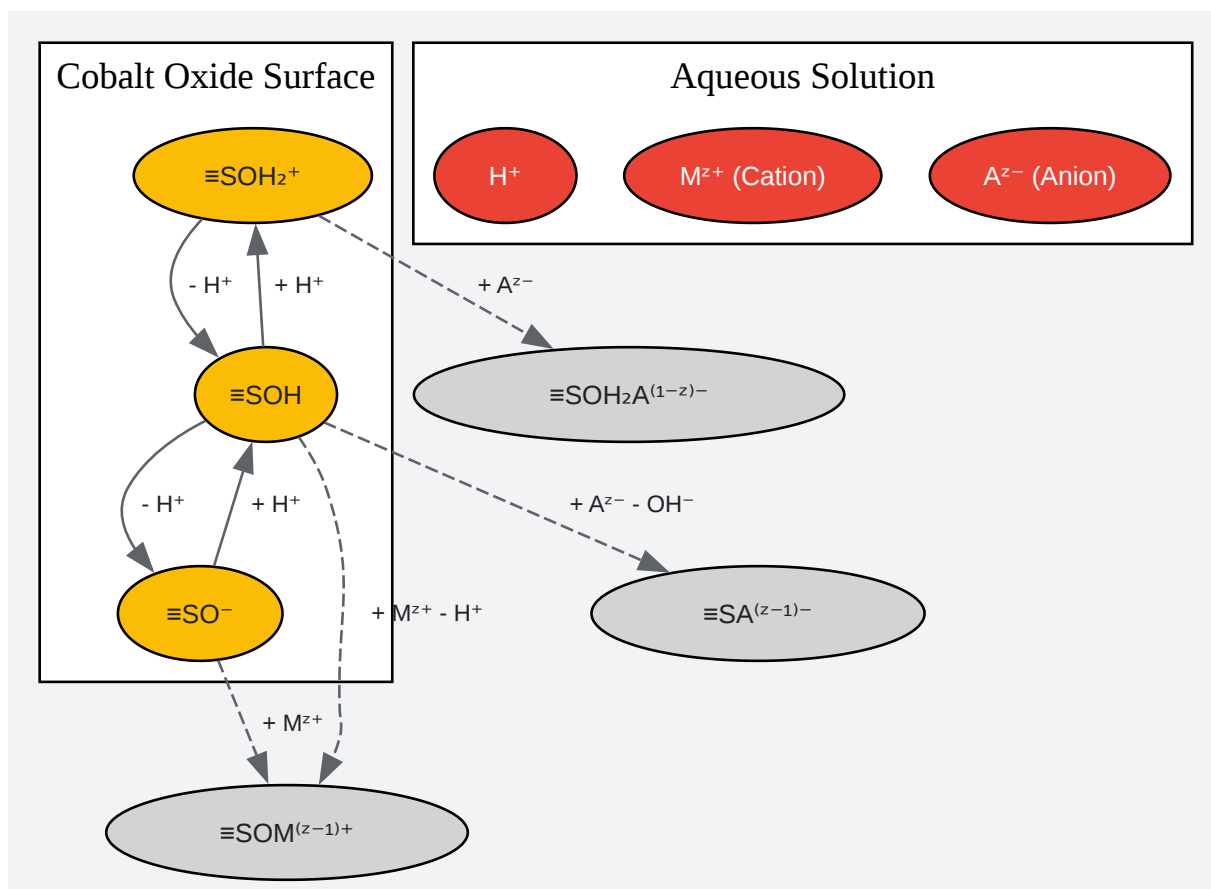 Cobalt Oxide Surface
Aqueous Solution
≡SOH₂⁺
H⁺
Mᶻ⁺ (Cation)
Aᶻ⁻ (Anion)
- H⁺
+ H⁺
+ Aᶻ⁻
≡SOH
≡SOH₂A⁽¹⁻ᶻ⁾⁻
- H⁺
+ H⁺
+ Aᶻ⁻ - OH⁻
≡SO⁻
+ Mᶻ⁺ - H⁺
≡SA⁽ᶻ⁻¹⁾⁻
+ Mᶻ⁺
≡SOM⁽ᶻ⁻¹⁾⁺